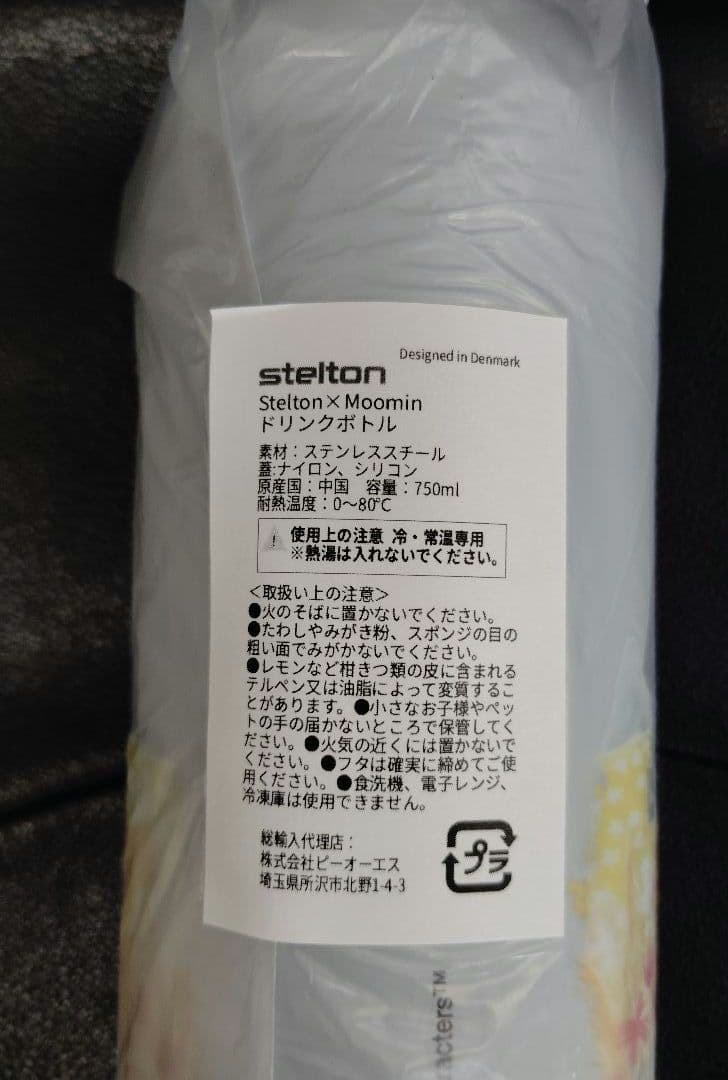 stelton
Designed in Denmark
Stelton×Moomin
ドリンクボトル
素材：ステンレススチール
蓋:ナイロン、シリコン
原産国：中国　容量：750ml
耐熱温度：0～80℃
使用上の注意 冷・常温専用
※熱湯は入れないでください。
＜取扱い上の注意＞
●火のそばに置かないでください。
●たわしやみがき粉、スポンジの目の
粗い面でみがかないでください。
●レモンなど柑きつ類の皮に含まれる
テルペン又は油脂によって変質するこ
とがあります。●小さなお子様やペッ
トの手の届かないところで保管してく
ださい。●火気の近くには置かないで
ください。●フタは確実に締めてご使
用ください。●食洗機、電子レンジ、
冷凍庫は使用できません。
総輸入代理店：
株式会社ビーオーエス
埼玉県所沢市北野1-4-3
プラ
acters™